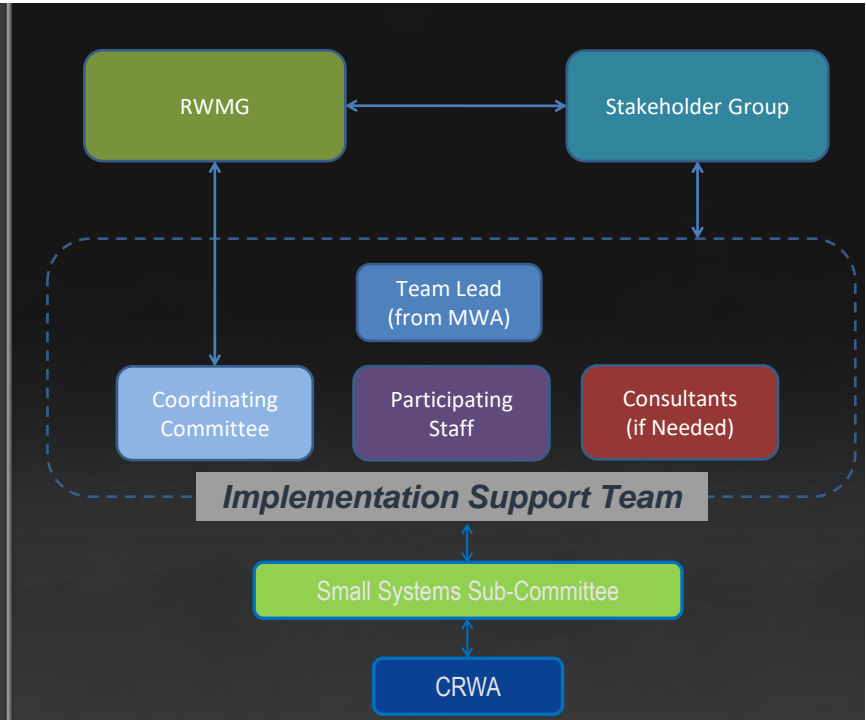 RWMG
Stakeholder Group
Team Lead
(from MWA)
Coordinating
Committee
Participating
Staff
Consultants
(if Needed)
Implementation Support Team
Small Systems Sub-Committee
CRWA